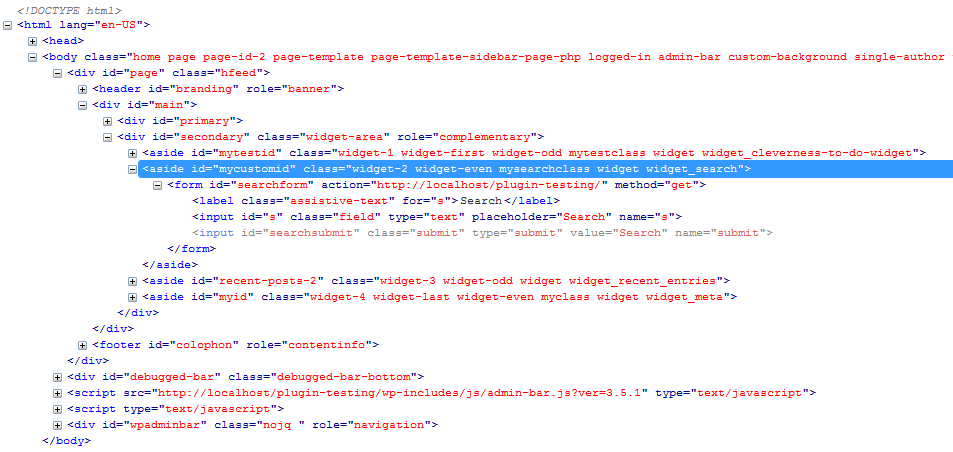 <!DOCTYPE html>
<html lang="en-US">
<head>
<body class="home page page-id-2 page-template page-template-sidebar-page-php logged-in admin-bar custom-background single-author
<div id="page" class="hfeed">
<header id="branding" role="banner">
<div id="main">
<div id="primary">
<div id="secondary" class="widget-area" role="complementary">
<aside id="mytestid" class="widget-1 widget-first widget-odd mytestclass widget widget_cleverness-to-do-widget">
<aside id="mycustomid" class="widget-2 widget-even mysearchclass widget widget_search">
<form id="searchform" action="http://localhost/plugin-testing/" method="get">
<label class="assistive-text" for="s">Search</label>
<input id="s" class="field" type="text" placeholder="Search" name="s">
<input id="searchsubmit" class="submit" type="submit" value="Search" name="submit">
</form>
</aside>
<aside id="recent-posts-2" class="widget-3 widget-odd widget widget_recent_entries">
<aside id="myid" class="widget-4 widget-last widget-even myclass widget widget_meta">
</div>
</div>
<footer id="colophon" role="contentinfo">
</div>
<div id="debugged-bar" class="debugged-bar-bottom">
<script src="http://localhost/plugin-testing/wp-includes/js/admin-bar.js?ver=3.5.1" type="text/javascript">
<script type="text/javascript">
<div id="wpadminbar" class="nojq " role="navigation">
</body>